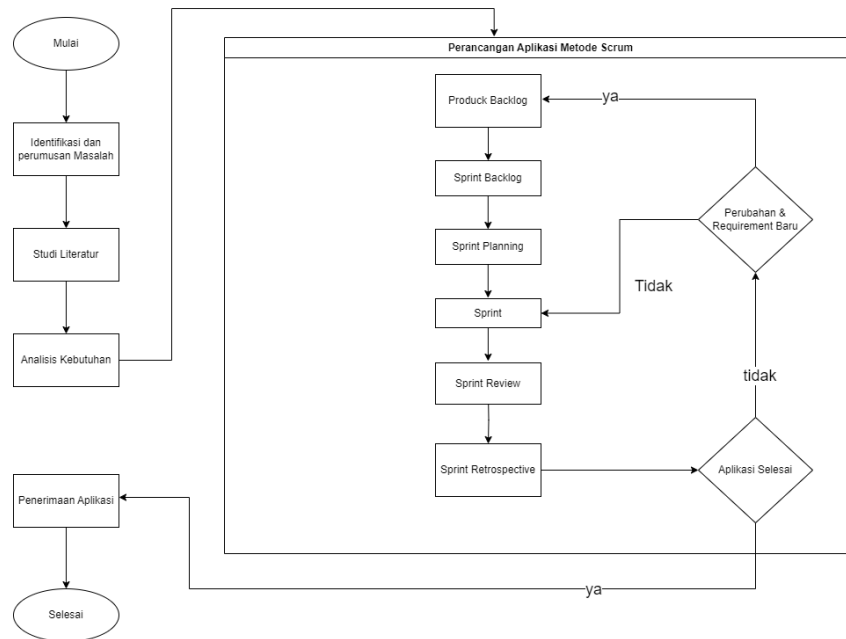 Mulai
Identifikasi dan
perumusan Masalah
Studi Literatur
Analisis Kebutuhan
Perancangan Aplikasi Metode Scrum
Produck Backlog
ya
Sprint Backlog
Perubahan &
Requirement Baru
Sprint Planning
Tidak
Sprint
Sprint Review
tidak
Sprint Retrospective
Aplikasi Selesai
Penerimaan Aplikasi
ya
Selesai